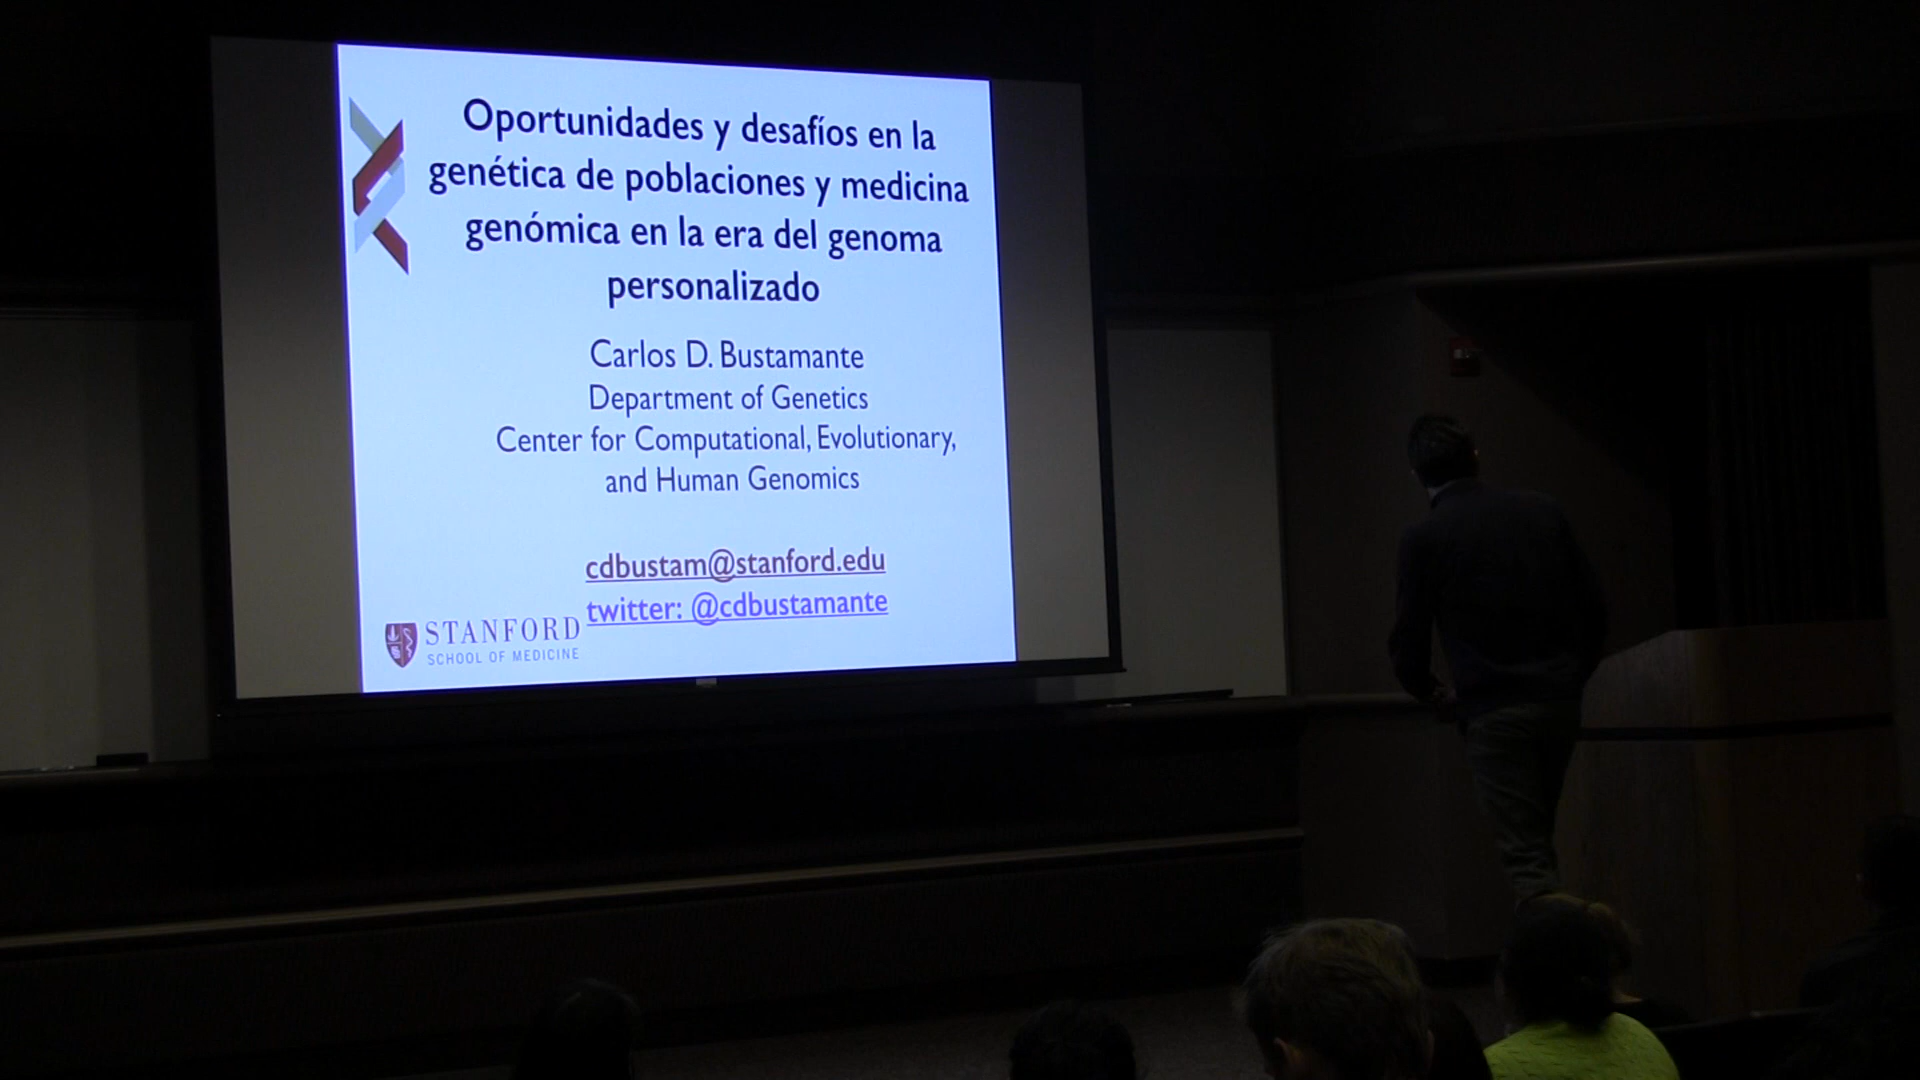 Oportunidades y desafíos en la
genética de poblaciones y medicina
genómica en la era del genoma
personalizado
Carlos D. Bustamante
Department of Genetics
Center for Computational, Evolutionary,
and Human Genomics
cdbustam@stanford.edu
twitter: @cdbustamante
STANFORD
SCHOOL OF MEDICINE